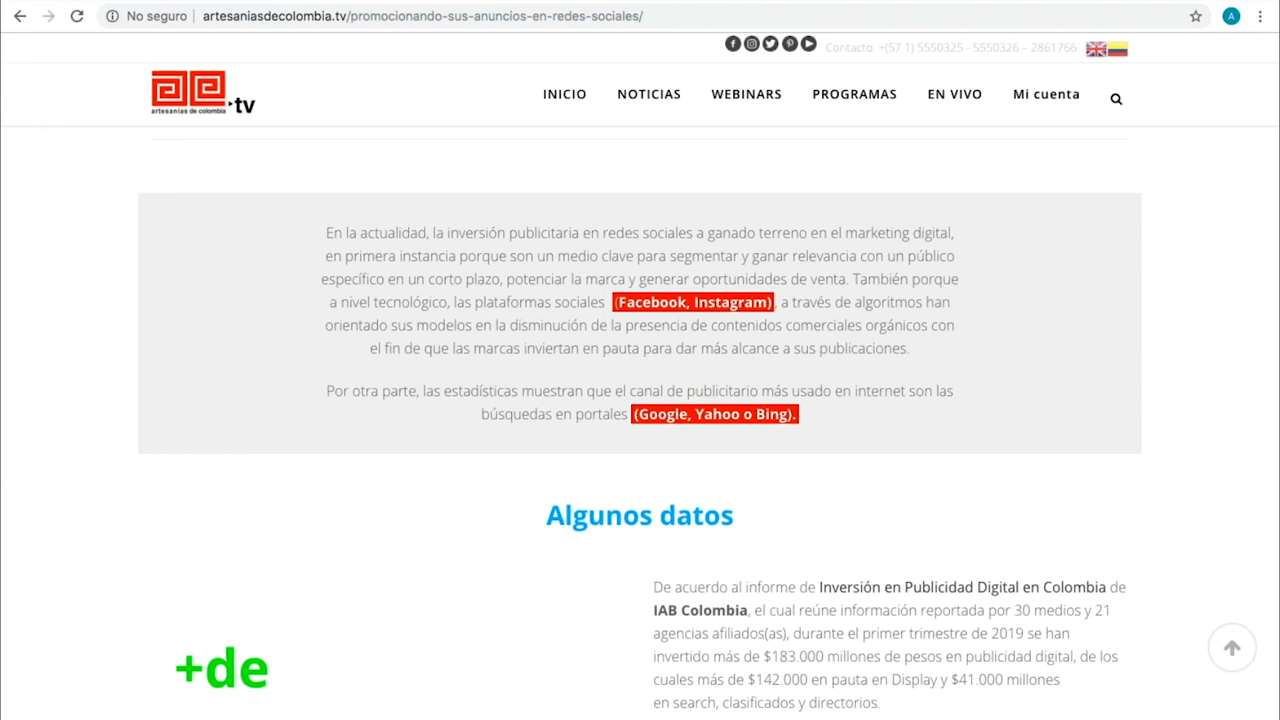 No seguro
artesaniasdecolombia.tv/promocionando-sus-anuncios-en-redes-sociales/
A
Contacto: +(57 1) 5550325 - 5550326 – 2861766
artesanías de colombia
.tv
INICIO
NOTICIAS
WEBINARS
PROGRAMAS
EN VIVO
Mi cuenta
En la actualidad, la inversión publicitaria en redes sociales a ganado terreno en el marketing digital,
en primera instancia porque son un medio clave para segmentar y ganar relevancia con un público
específico en un corto plazo, potenciar la marca y generar oportunidades de venta. También porque
a nivel tecnológico, las plataformas sociales (Facebook, Instagram), a través de algoritmos han
orientado sus modelos en la disminución de la presencia de contenidos comerciales orgánicos con
el fin de que las marcas inviertan en pauta para dar más alcance a sus publicaciones.
Por otra parte, las estadísticas muestran que el canal de publicitario más usado en internet son las
búsquedas en portales (Google, Yahoo o Bing).
Algunos datos
+de
De acuerdo al informe de Inversión en Publicidad Digital en Colombia de
IAB Colombia, el cual reúne información reportada por 30 medios y 21
agencias afiliados(as), durante el primer trimestre de 2019 se han
invertido más de $183.000 millones de pesos en publicidad digital, de los
cuales más de $142.000 en pauta en Display y $41.000 millones
en search, clasificados y directorios.